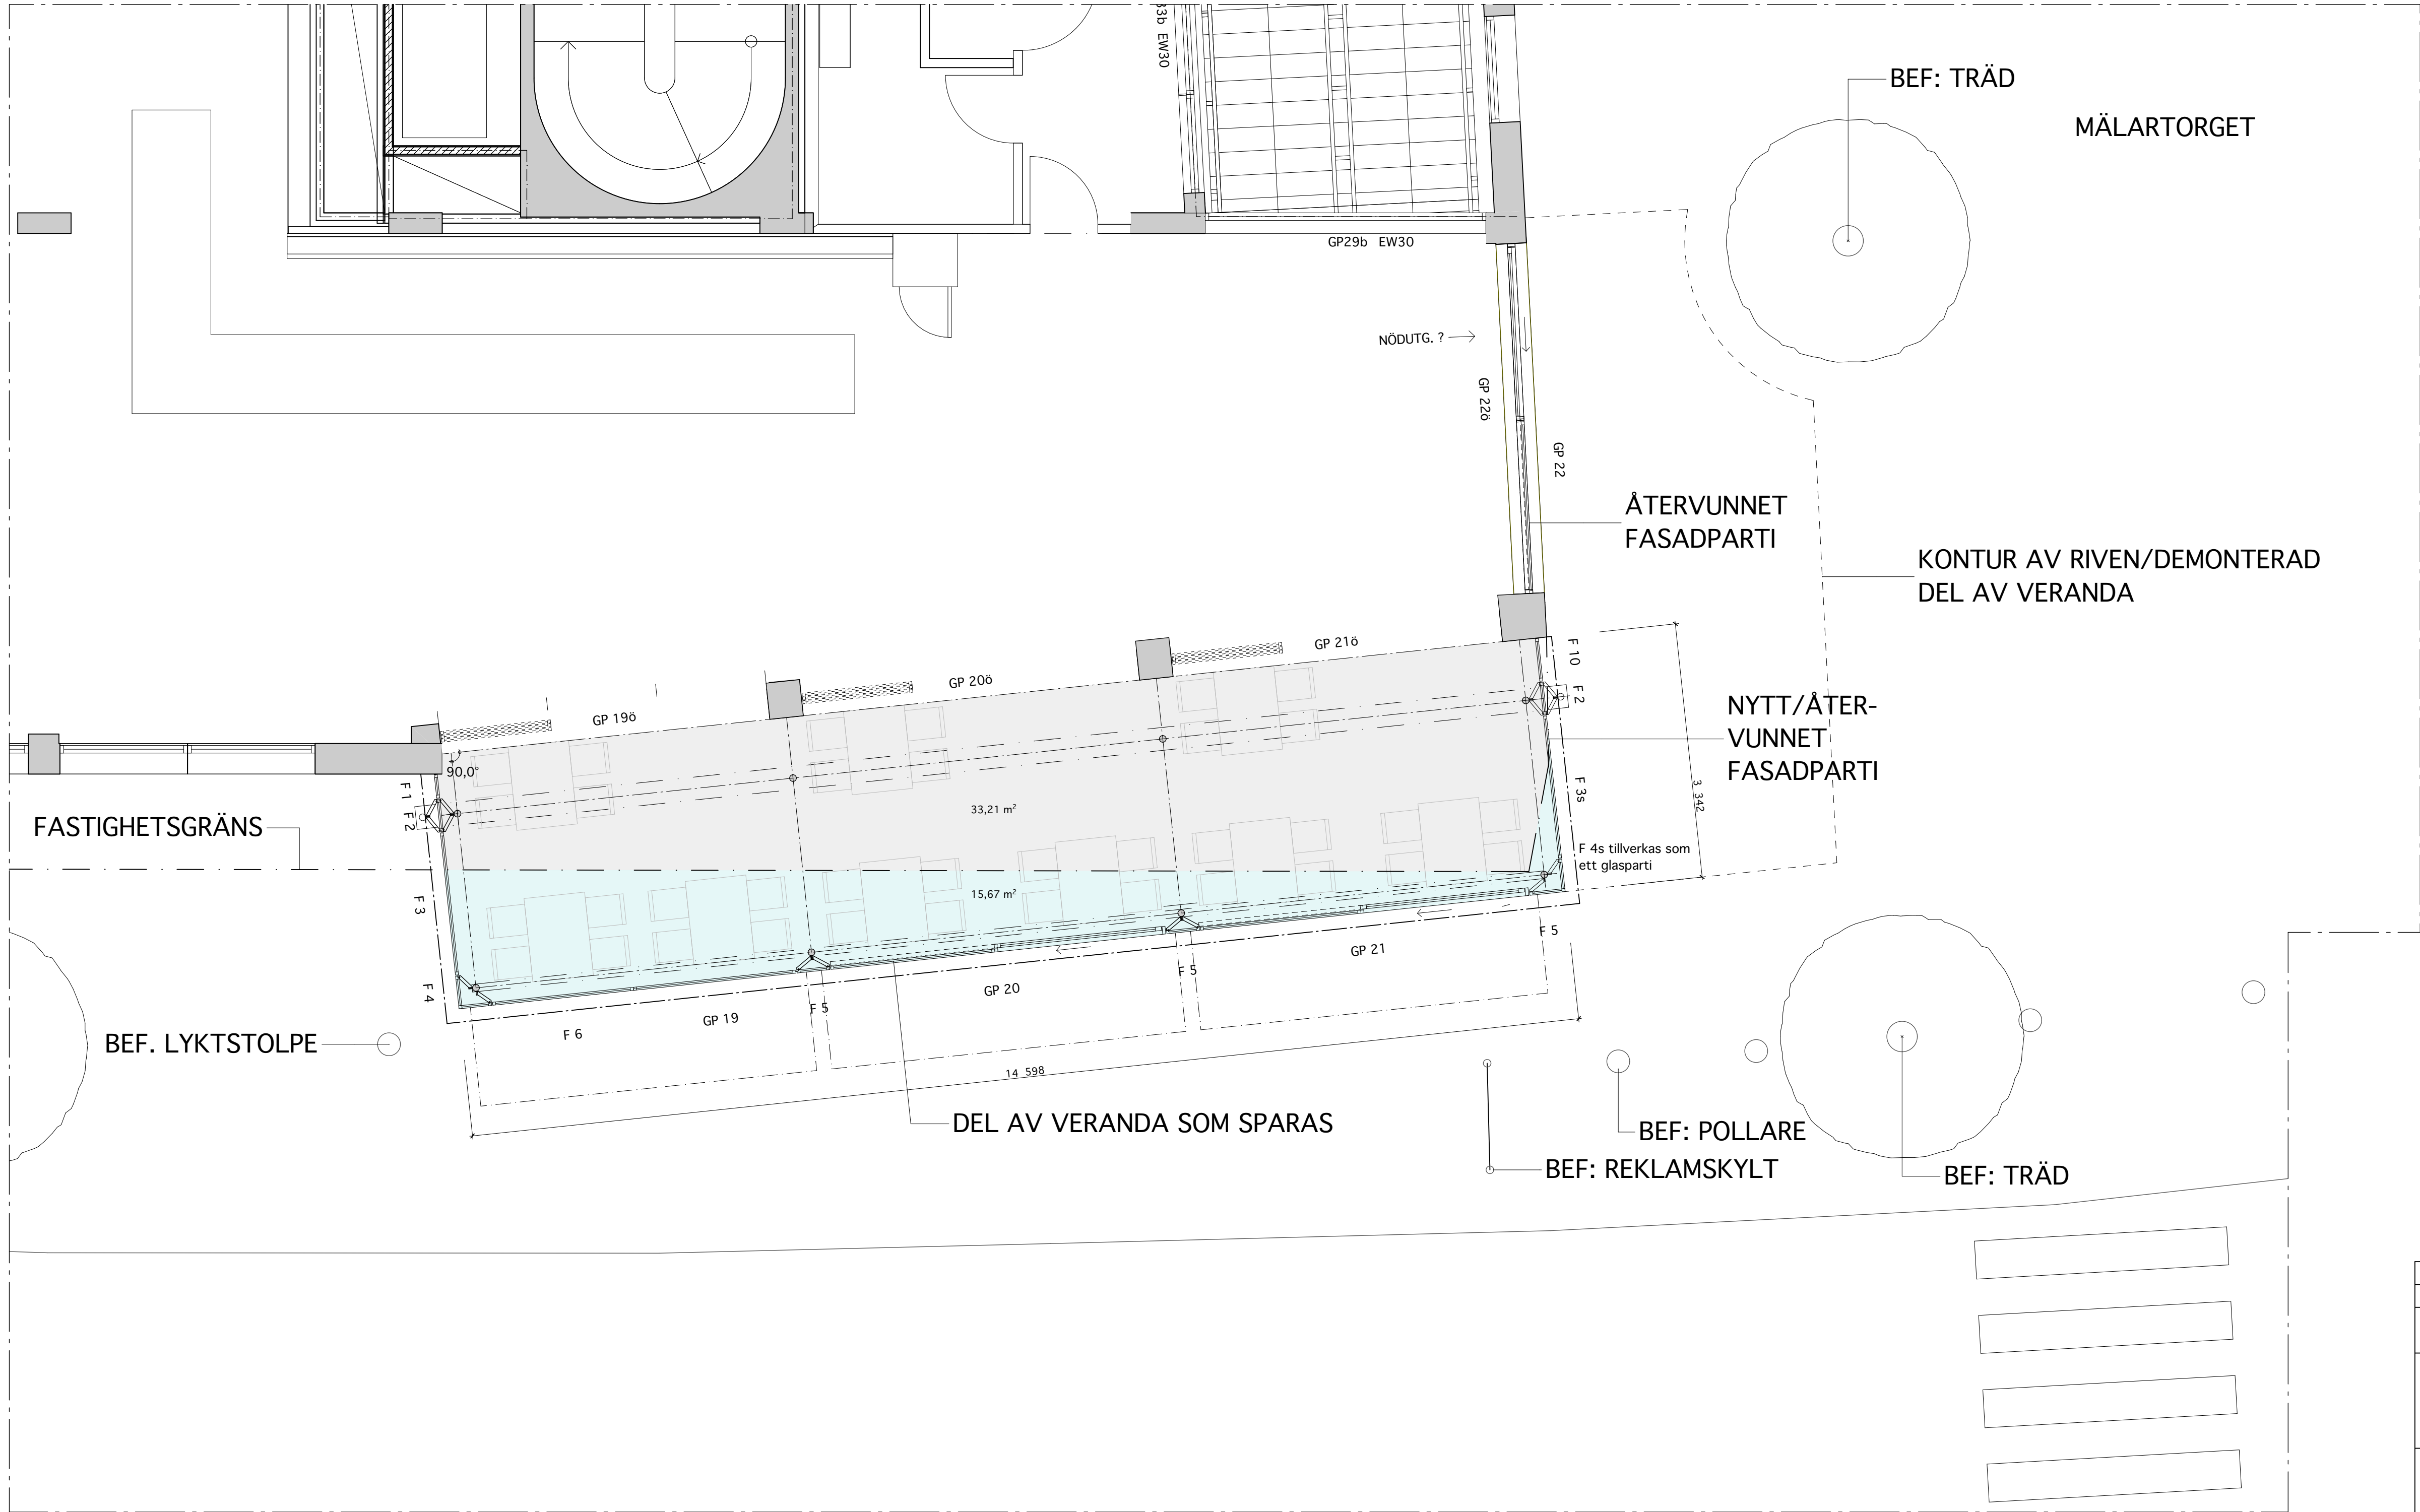 33b EW30
BEF: TRÄD
MÄLARTORGET
GP29b EW30
NÖDUTG. ?
GP 22ö
GP 22
ÅTERVUNNET
FASADPARTI
KONTUR AV RIVEN/DEMONTERAD
DEL AV VERANDA
GP 21ö
F 10
GP 20ö
F 2
GP 19ö
NYTT/ÅTER-
VUNNET
FASADPARTI
90,0°
F 1
F 2
F 3s
3 342
33,21 m²
FASTIGHETSGRÄNS
F 4s tillverkas som
ett glasparti
15,67 m²
F 3
F 5
GP 21
F 5
F 4
GP 20
F 5
GP 19
F 6
BEF. LYKTSTOLPE
14 598
DEL AV VERANDA SOM SPARAS
BEF: POLLARE
BEF: REKLAMSKYLT
BEF: TRÄD